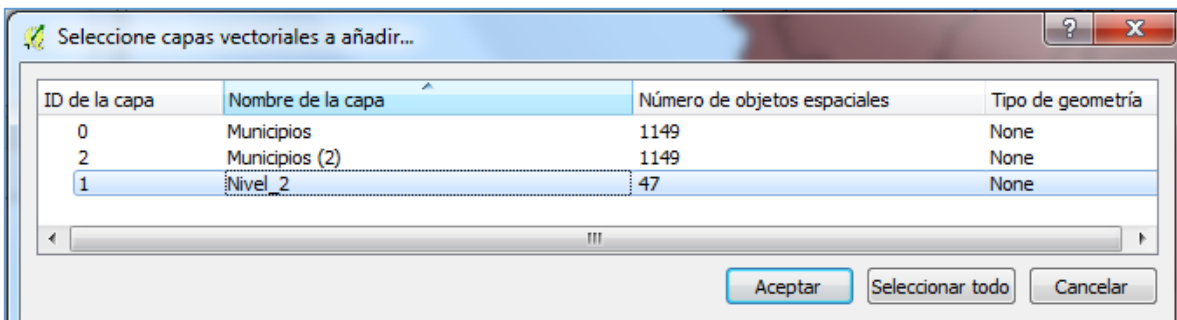 Seleccione capas vectoriales a añadir...
ID de la capa Nombre de la capa Número de objetos espaciales Tipo de geometría
0 Municipios 1149 None
2 Municipios (2) 1149 None
1 Nivel_2 47 None
Aceptar Seleccionar todo Cancelar